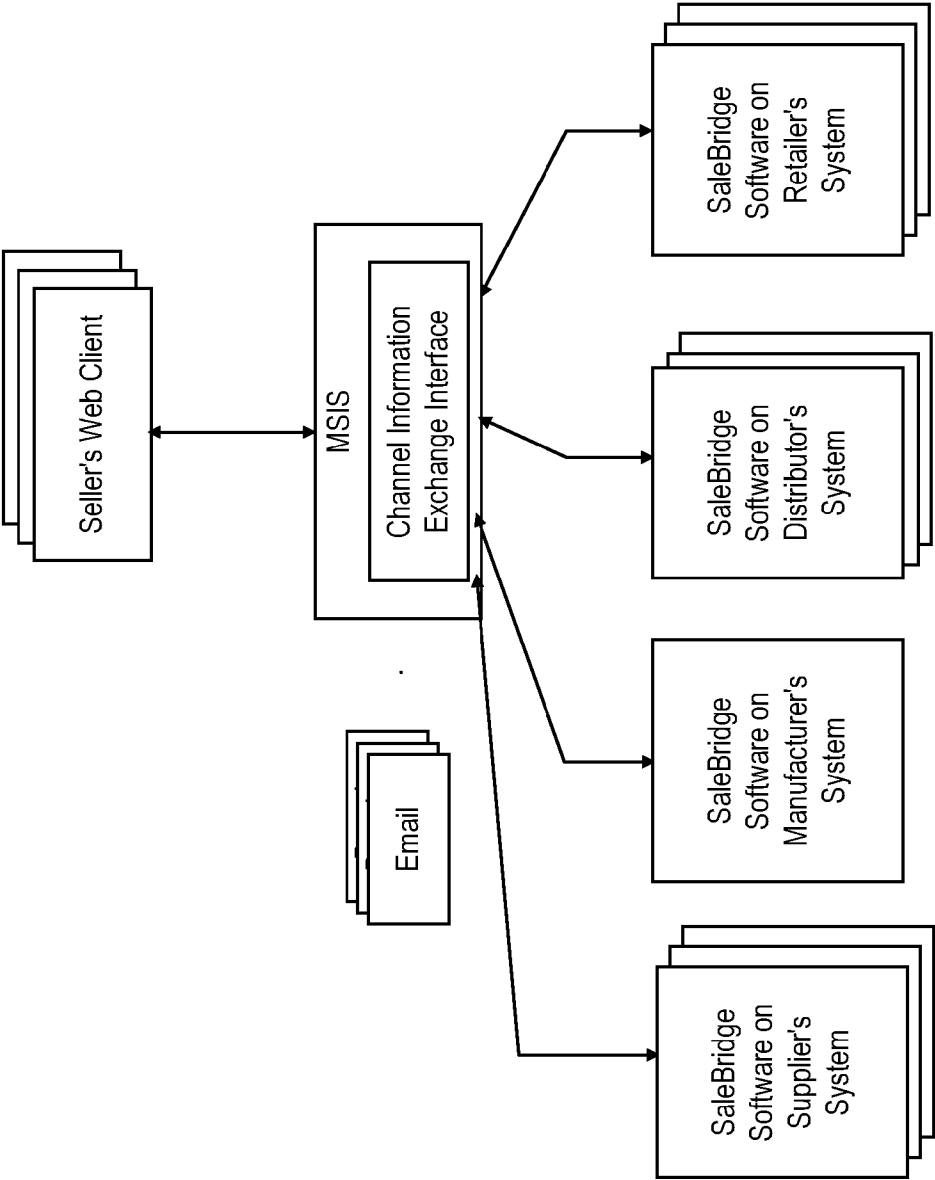 Seller's Web Client
MSIS
Channel Information
Exchange Interface
Email
SaleBridge
Software on
Supplier's
System
SaleBridge
Software on
Manufacturer's
System
SaleBridge
Software on
Distributor's
System
SaleBridge
Software on
Retailer's
System